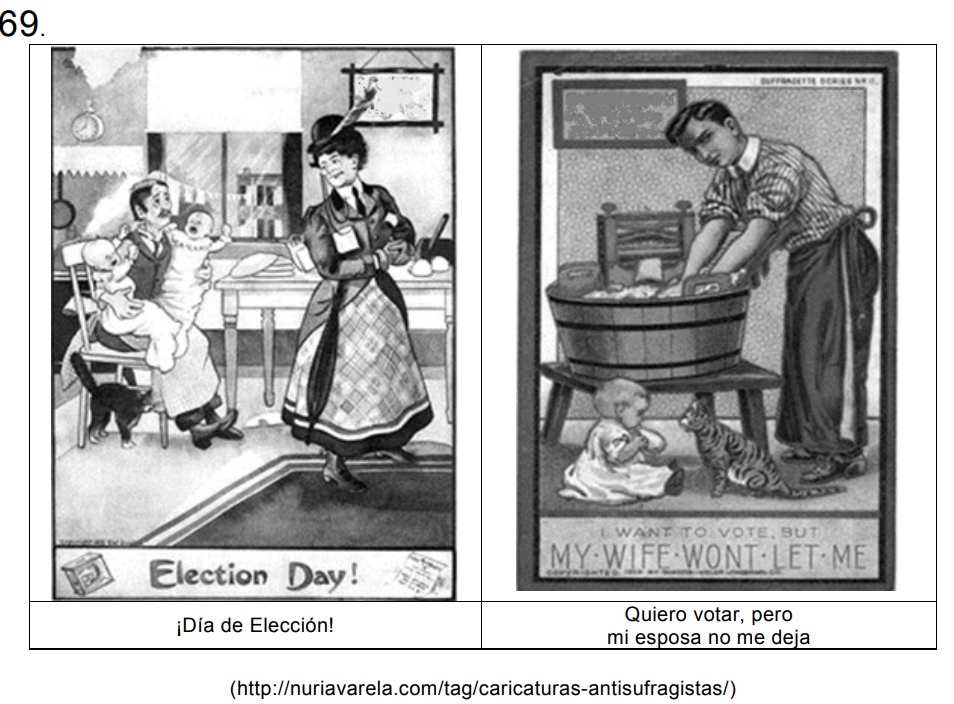 69.
SUFFRAGETTE SERIES Nº 11.
Election Day!
I WANT TO VOTE, BUT
MY·WIFE·WONT·LET·ME
¡Día de Elección!
Quiero votar, pero
mi esposa no me deja
(http://nuriavarela.com/tag/caricaturas-antisufragistas/)